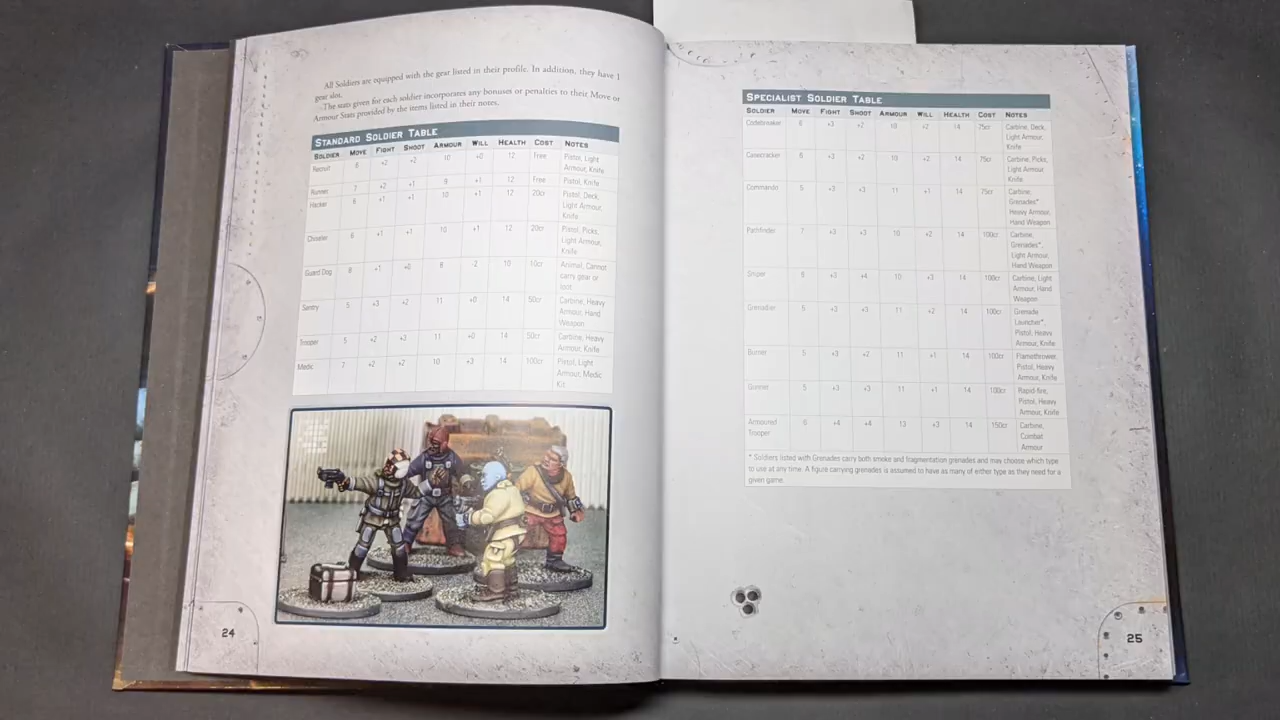 All Soldiers are equipped with the gear listed in their profile. In addition, they have 1
gear slot.
The stats given for each soldier incorporates any bonuses or penalties to their Move or
Armour Stats provided by the items listed in their notes.
STANDARD SOLDIER TABLE
SOLDIER MOVE FIGHT SHOOT ARMOUR WILL HEALTH COST NOTES
Recruit 6 +2 +2 10 +0 12 Free Pistol, Light
Armour, Knife
Runner 7 +2 +1 9 +1 12 Free Pistol, Knife
Hacker 6 +1 +1 10 +1 12 20cr Pistol, Deck,
Light Armour,
Knife
Chiseler 6 +1 +1 10 +1 12 20cr Pistol, Picks,
Light Armour,
Knife
Guard Dog 8 +1 +0 6 -2 10 10cr Animal, Cannot
carry gear or
loot
Sentry 5 +3 +2 11 +0 14 50cr Carbine, Heavy
Armour, Hand
Weapon
Trooper 5 +2 +3 11 +0 14 50cr Carbine, Heavy
Armour, Knife
Medic 7 +2 +2 10 +3 14 100cr Pistol, Light
Armour, Medic
Kit
24
SPECIALIST SOLDIER TABLE
SOLDIER MOVE FIGHT SHOOT ARMOUR WILL HEALTH COST NOTES
Codebreaker 6 +3 +2 10 +2 14 75cr Carbine, Deck,
Light Armour,
Knife
Casecracker 6 +3 +2 10 +2 14 75cr Carbine, Picks,
Light Armour,
Knife
Commando 5 +3 +3 11 +1 14 75cr Carbine,
Grenades*
Heavy Armour,
Hand Weapon
Pathfinder 7 +3 +3 10 +2 14 100cr Carbine,
Grenades*,
Light Armour,
Hand Weapon
Sniper 6 +3 +4 10 +3 14 100cr Carbine, Light
Armour, Hand
Weapon
Grenadier 5 +3 +3 11 +2 14 100cr Grenade
Launcher*,
Pistol, Heavy
Armour, Knife
Burner 5 +3 +2 11 +1 14 100cr Flamethrower,
Pistol, Heavy
Armour, Knife
Gunner 5 +3 +3 11 +1 14 100cr Rapid-fire,
Pistol, Heavy
Armour, Knife
Armoured 6 +4 +4 13 14 150cr Carbine,
Trooper Combat
Armour
* Soldiers listed with Grenades carry both smoke and fragmentation grenades and may choose which type
to use at any time. A figure carrying grenades is assumed to have as many of either type as they need for a
given game.
25